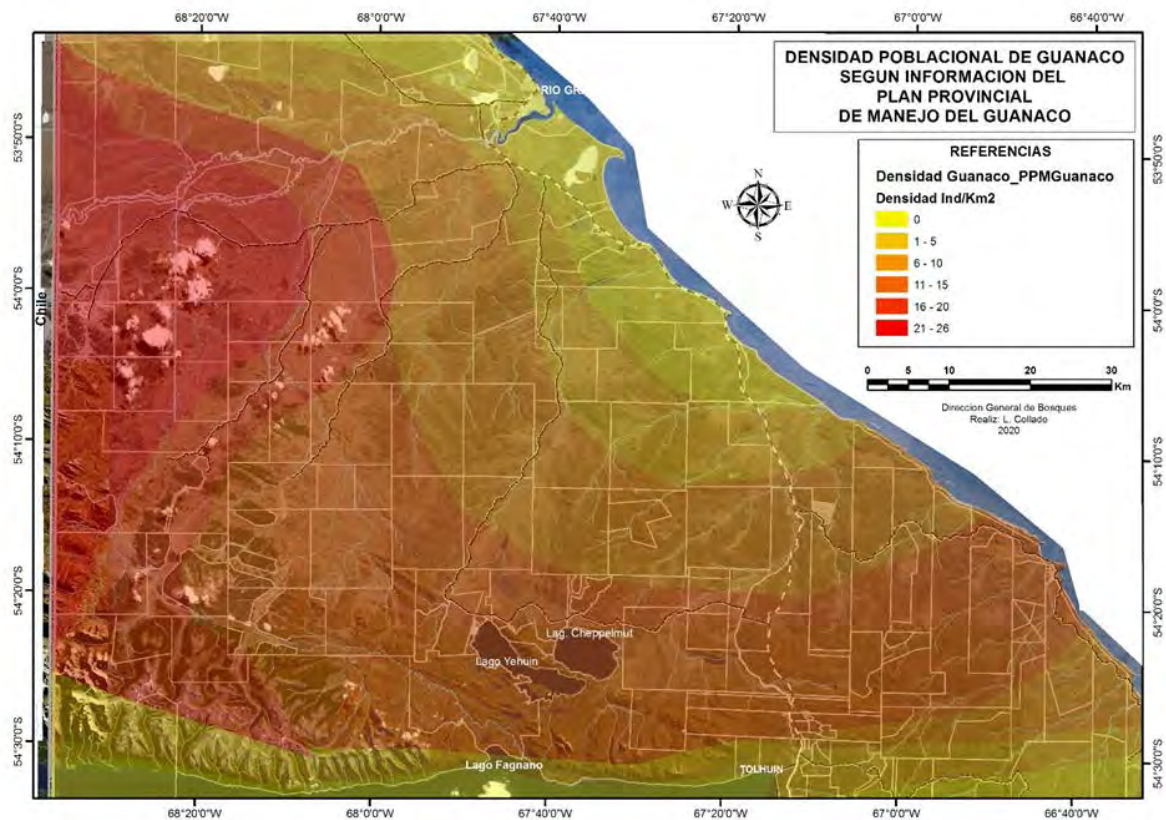 68°20'0"W 68°0'0"W 67°40'0"W 67°20'0"W 67°0'0"W 66°40'0"W
DENSIDAD POBLACIONAL DE GUANACO
SEGUN INFORMACION DEL
PLAN PROVINCIAL
DE MANEJO DEL GUANACO
REFERENCIAS
Densidad Guanaco_PPMGuanaco
Densidad Ind/Km2
0
1 - 5
6 - 10
11 - 15
16 - 20
21 - 26
N
W E
S
0 5 10 20 30
Km
Direccion General de Bosques
Realiz: L. Collado
2020
RIO GR
Chile
Lag. Cheppelmut
Lago Yehuin
Lago Fagnano
TOLHUIN
53°50'0"S
54°0'0"S
54°10'0"S
54°20'0"S
54°30'0"S
53°50'0"S
54°0'0"S
54°10'0"S
54°20'0"S
54°30'0"S
68°20'0"W 68°0'0"W 67°40'0"W 67°20'0"W 67°0'0"W 66°40'0"W